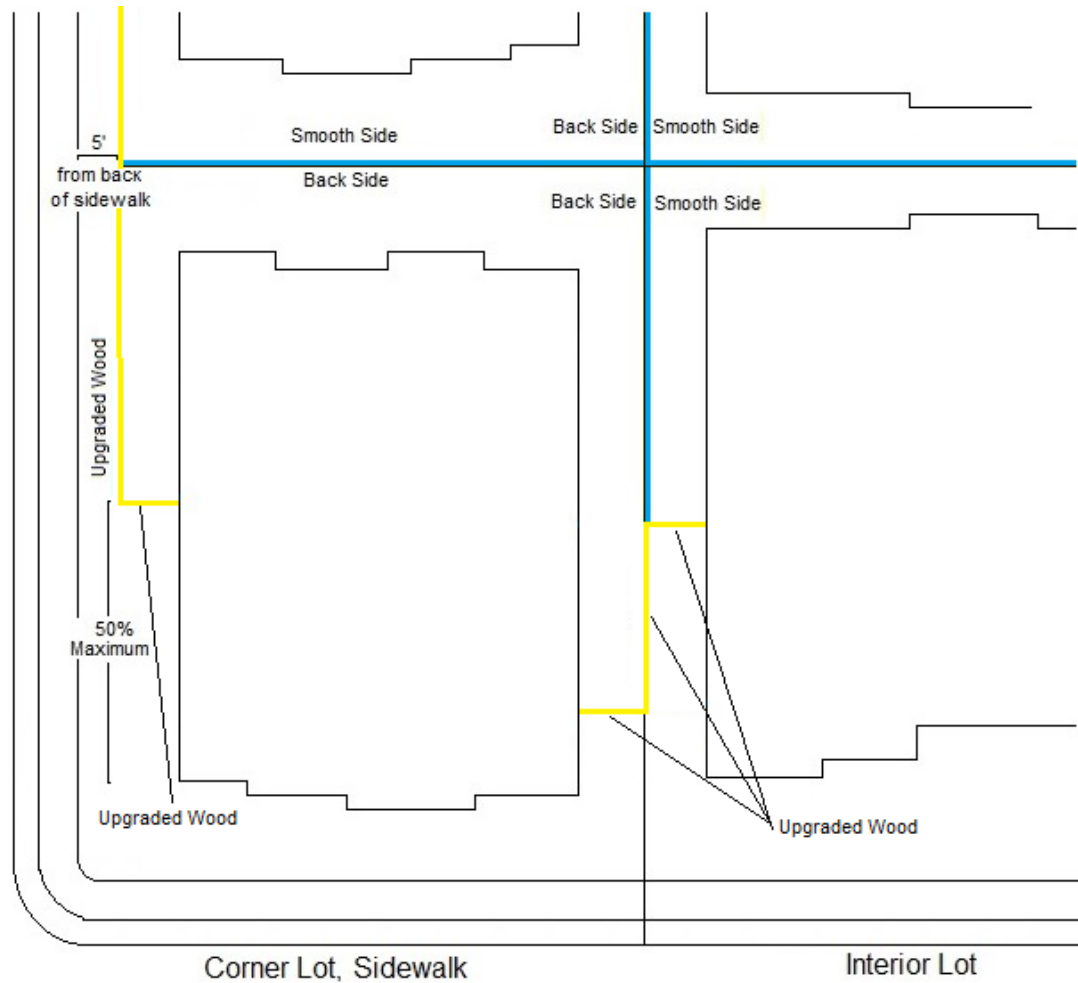 Smooth Side
Back Side
Smooth Side
5'
from back
of sidewalk
Back Side
Back Side
Smooth Side
Upgraded Wood
50%
Maximum
Upgraded Wood
Upgraded Wood
Corner Lot, Sidewalk
Interior Lot